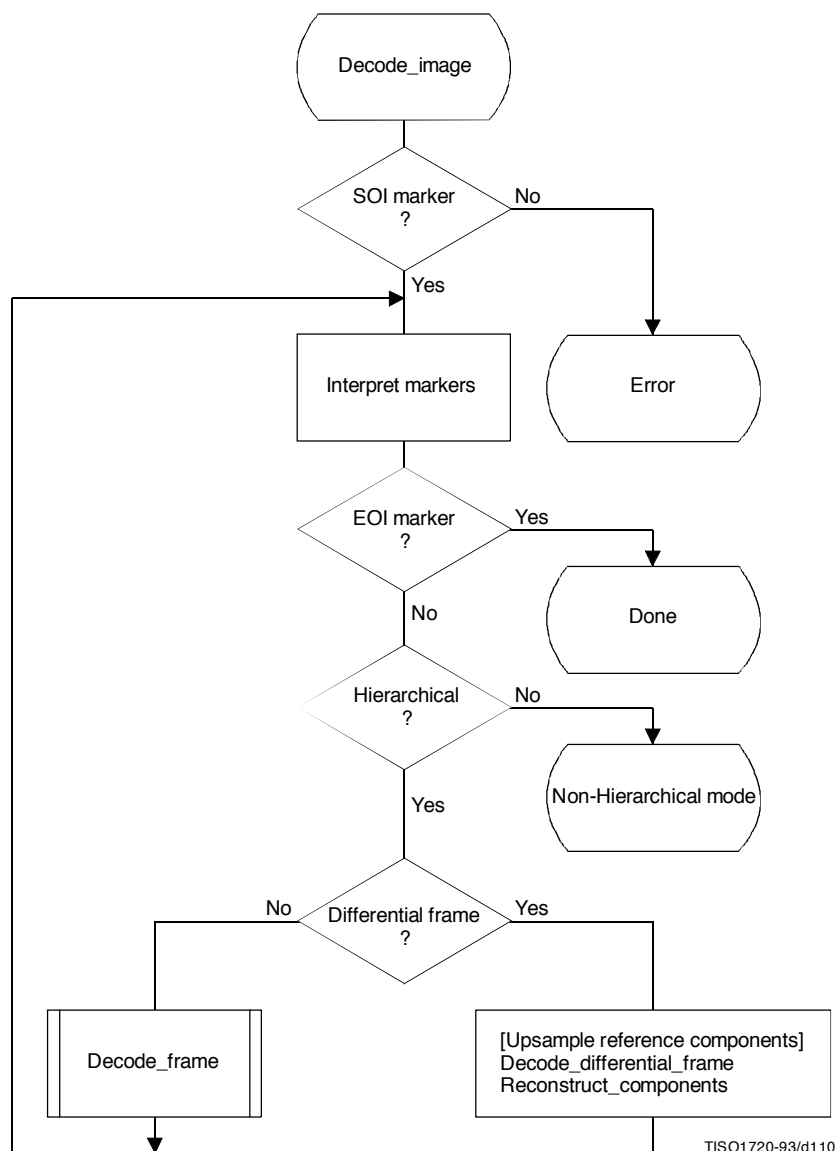 Decode_image
SOI marker
?
No
Yes
Interpret markers
Error
EOI marker
?
Yes
No
Done
Hierarchical
?
No
Yes
Non-Hierarchical mode
Differential frame
?
No
Yes
Decode_frame
[Upsample reference components]
Decode_differential_frame
Reconstruct_components
TISO1720-93/d110